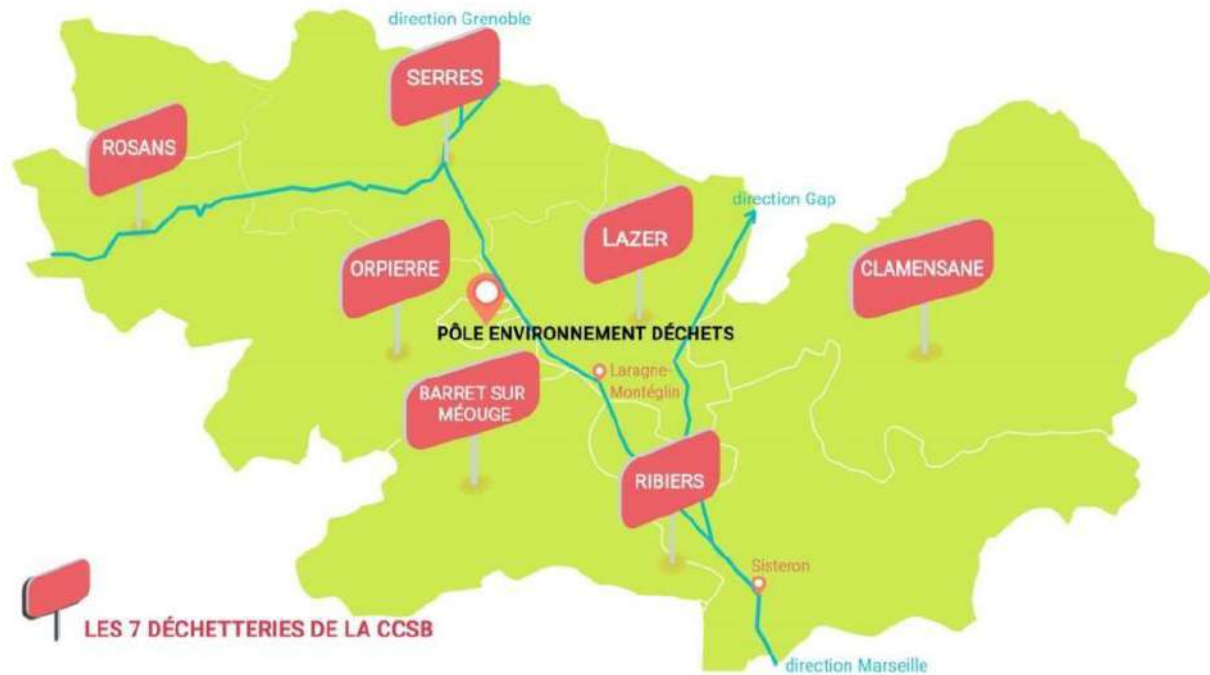 direction Grenoble
SERRES
ROSANS
direction Gap
LAZER
ORPIERRE
CLAMENSANE
PÔLE ENVIRONNEMENT DÉCHETS
Laragne-
Montéglin
BARRET SUR
MÉOUGE
RIBIERS
Sisteron
LES 7 DÉCHETTERIES DE LA CCSB
direction Marseille